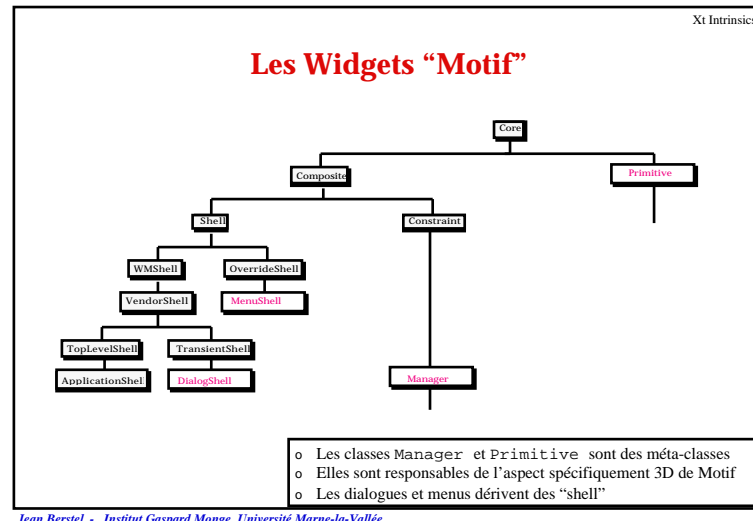 Xt Intrinsics
Les Widgets “Motif”
Core
Composite
Primitive
Shell
Constraint
WMShell
OverrideShell
VendorShell
MenuShell
TopLevelShell
TransientShell
ApplicationShell
DialogShell
Manager
o Les classes Manager et Primitive sont des méta-classes
o Elles sont responsables de l’aspect spécifiquement 3D de Motif
o Les dialogues et menus dérivent des “shell”
Jean Berstel - Institut Gaspard Monge, Université Marne-la-Vallée